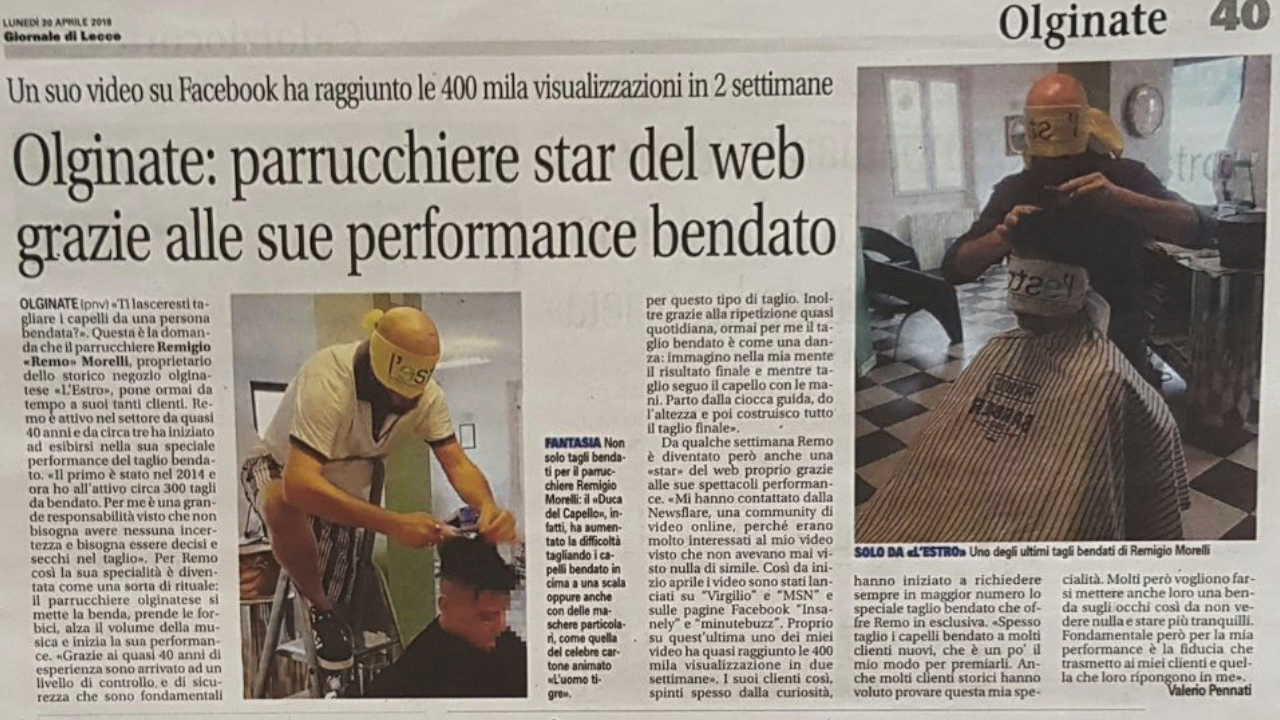 LUNEDÌ 30 APRILE 2018
Giornale di Lecco
Olginate 40
Un suo video su Facebook ha raggiunto le 400 mila visualizzazioni in 2 settimane
Olginate: parrucchiere star del web
grazie alle sue performance bendato
OLGINATE (pnv) «Ti lasceresti ta-
gliare i capelli da una persona
bendata?». Questa è la doman-
da che il parrucchiere Remigio
«Remo» Morelli, proprietario
dello storico negozio olgina-
tese «L'Estro», pone ormai da
tempo a suoi tanti clienti. Re-
mo è attivo nel settore da quasi
40 anni e da circa tre ha iniziato
ad esibirsi nella sua speciale
performance del taglio benda-
to. «Il primo è stato nel 2014 e
ora ho all'attivo circa 300 tagli
da bendato. Per me è una gran-
de responsabilità visto che non
bisogna avere nessuna incer-
tezza e bisogna essere decisi e
secchi nel taglio». Per Remo
così la sua specialità è diven-
tata come una sorta di rituale:
il parrucchiere olginatese si
mette la benda, prende le for-
bici, alza il volume della mu-
sica e inizia la sua performan-
ce. «Grazie ai quasi 40 anni di
esperienza sono arrivato ad un
livello di controllo e di sicu-
rezza che sono fondamentali
l'est
FANTASIA Non
solo tagli benda-
ti per il parruc-
chiere Remigio
Morelli: il «Duca
del Capello», in-
fatti, ha aumen-
tato la difficoltà
tagliando i ca-
pelli bendato in
cima a una scala
oppure anche
con delle ma-
schere particola-
ri, come quella
del celebre car-
tone animato
«L'uomo ti-
gre».
per questo tipo di taglio. Inol-
tre grazie alla ripetizione quasi
quotidiana, ormai per me il ta-
glio bendato è come una dan-
za: immagino nella mia mente
il risultato finale e mentre ta-
glio seguo il capello con le ma-
ni. Parto dalla ciocca guida, do
l'altezza e poi costruisco tutto
il taglio finale».
Da qualche settimana Remo
è diventato però anche una
«star» del web proprio grazie
alle sue spettacoli performan-
ce. «Mi hanno contattato dalla
Newsflare, una community di
video online, perché erano
molto interessati al mio video
visto che non avevano mai vi-
sto nulla di simile. Così da ini-
zio aprile i video sono stati lan-
ciati su "Virgilio" e "MSN" e
sulle pagine Facebook "Insa-
nely" e "minutebuzz". Proprio
su quest'ultima uno dei miei
video ha quasi raggiunto le 400
mila visualizzazione in due
settimane». I suoi clienti così,
spinti spesso dalla curiosità,
l'est
l'estr
BARBER
SOLO DA «L'ESTRO» Uno degli ultimi tagli bendati di Remigio Morelli
hanno iniziato a richiedere
sempre in maggior numero lo
speciale taglio bendato che of-
fre Remo in esclusiva. «Spesso
taglio i capelli bendato a molti
clienti nuovi, che è un po' il
mio modo per premiarli. An-
che molti clienti storici hanno
voluto provare questa mia spe-
cialità. Molti però vogliono far-
si mettere anche loro una ben-
da sugli occhi così da non ve-
dere nulla e stare più tranquilli.
Fondamentale però per la mia
performance è la fiducia che
trasmetto ai miei clienti e quel-
la che loro ripongono in me».
Valerio Pennati